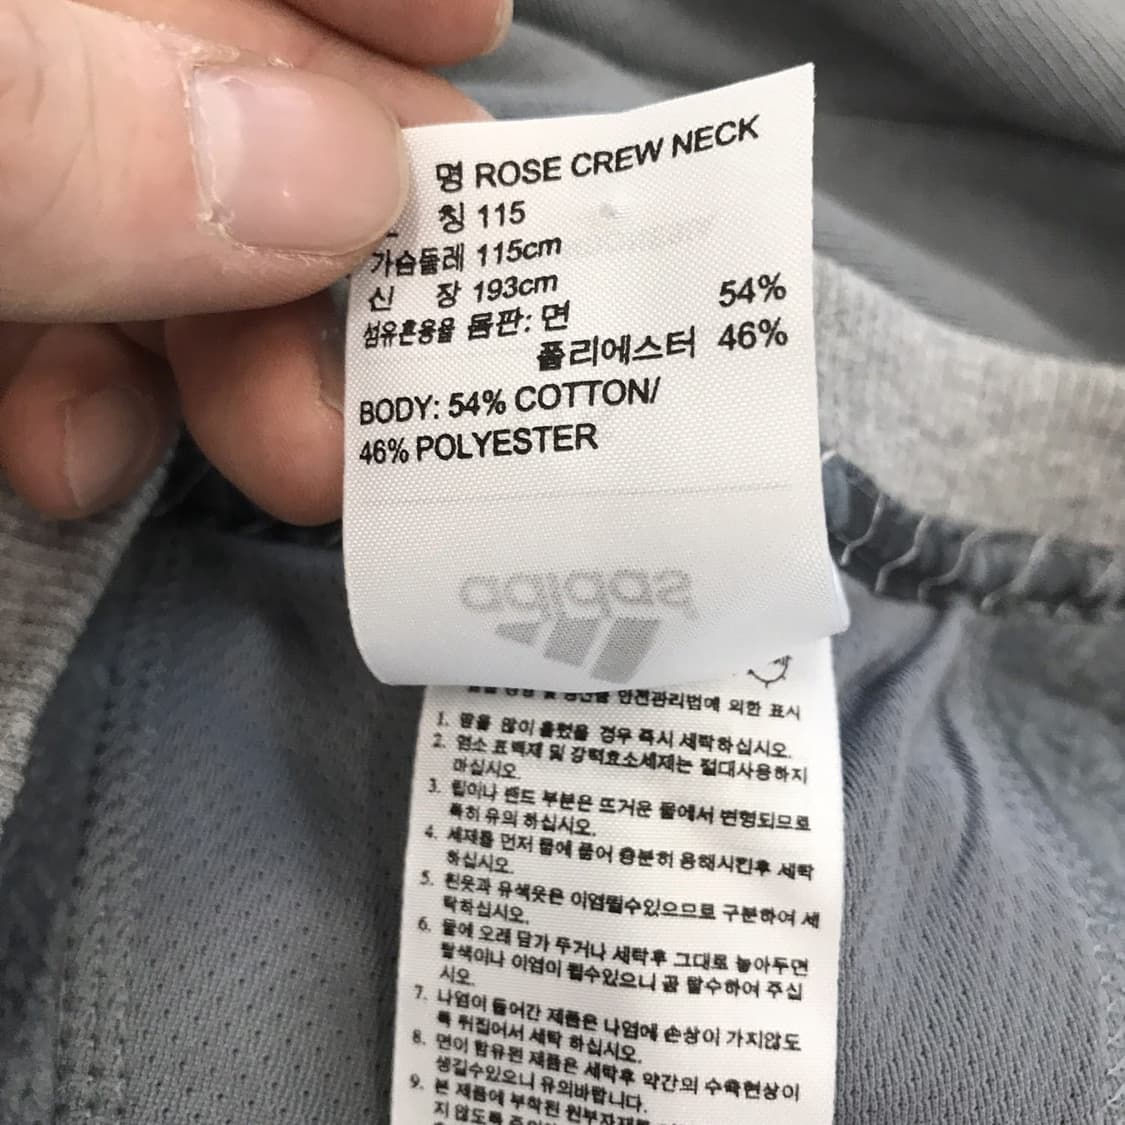 명 ROSE CREW NECK
칭 115
가슴둘레 115cm
신 장 193cm
섬유혼용율 몸판: 면 54%
폴리에스터 46%
BODY: 54% COTTON/
46% POLYESTER
adidas
안전관리법에 의한 표시
1. 땀을 많이 흘렸을 경우 즉시 세탁하십시오.
2. 염소 표백제 및 강력효소세제는 절대사용하지
마십시오.
3. 립이나 밴드 부분은 뜨거운 물에서 변형되므로
특히 유의 하십시오.
4. 세제를 먼저 물에 풀어 충분히 용해시킨후 세탁
하십시오.
5. 흰옷과 유색옷은 이염될수있으므로 구분하여 세
탁하십시오.
6. 물에 오래 담가 두거나 세탁후 그대로 놓아두면
탈색이나 이염이 될수있으니 곧 탈수하여 주십
시오.
7. 나염이 들어간 제품은 나염에 손상이 가지않도
록 뒤집어서 세탁 하십시오.
8. 면이 함유된 제품은 세탁후 약간의 수축현상이
생길수있으니 유의바랍니다.
9. 본 제품에 부착된 원부자재를
지 않도록